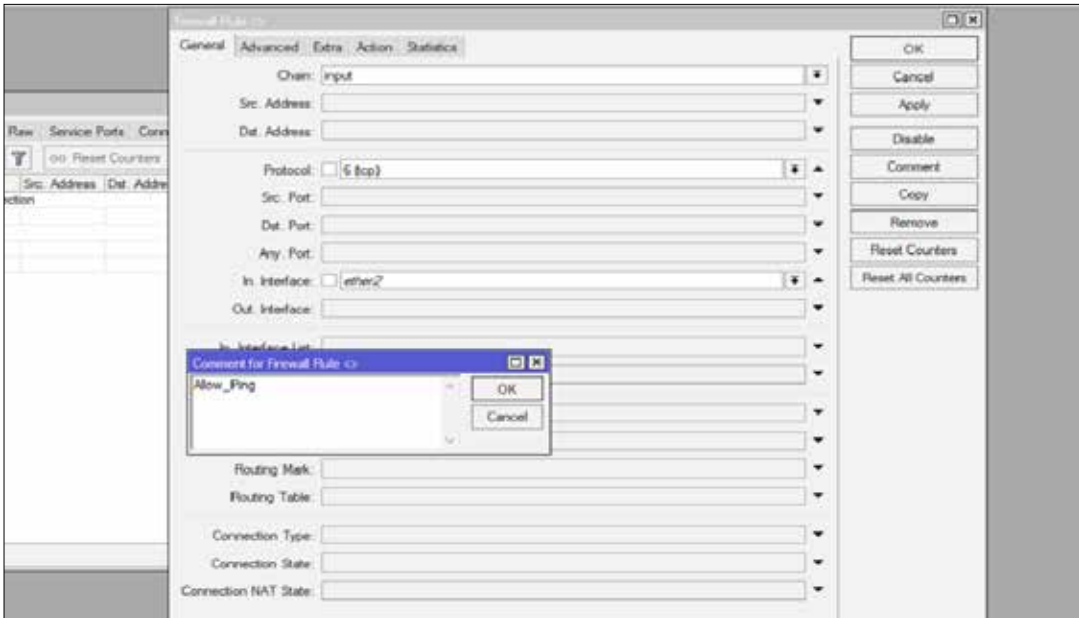 Firewall Rule <>
General Advanced Extra Action Statistics
Chain: input
Src. Address:
Dst. Address:
Protocol: 6 (tcp)
Src. Port:
Dst. Port:
Any. Port:
In. Interface: ether2
Out. Interface:
In. Interface List:
Routing Mark:
Routing Table:
Connection Type:
Connection State:
Connection NAT State:
OK
Cancel
Apply
Disable
Comment
Copy
Remove
Reset Counters
Reset All Counters
Raw Service Ports Conn
Reset Counters
Src. Address Dst. Addre
ection
Comment for Firewall Rule <>
Allow_Ping
OK
Cancel